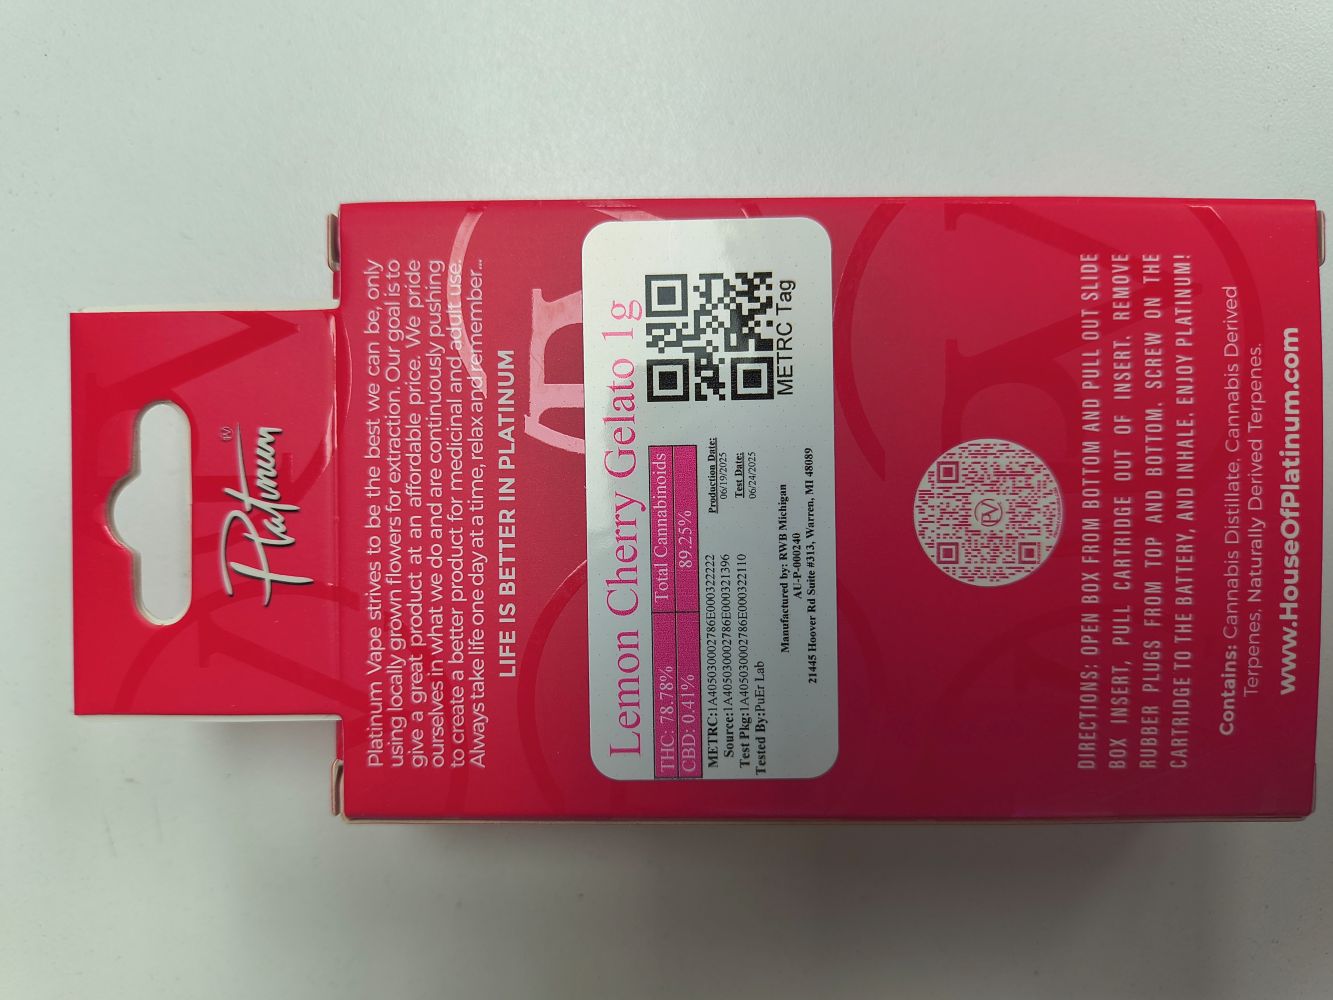 Platinum
PV
Platinum Vape strives to be the best we can be, only
using locally grown flowers for extraction. Our goal is to
give a great product at an affordable price. We pride
ourselves in what we do and are continuously pushing
to create a better product for medicinal and adult use.
Always take life one day at a time, relax and remember...
LIFE IS BETTER IN PLATINUM
Lemon Cherry Gelato 1g
THC: 78.78% Total Cannabinoids
CBD: 0.41% 89.25%
METRC:1A405030002786E000322222
Source:1A405030002786E000321396
Test Pkg:1A405030002786E000322110
Tested By:PuEr Lab
Production Date:
06/19/2025
Test Date:
06/24/2025
METRC Tag
Manufactured by: RWB Michigan
AU-P-000240
21445 Hoover Rd Suite #313, Warren, MI 48089
PV
DIRECTIONS: OPEN BOX FROM BOTTOM AND PULL OUT SLIDE
BOX INSERT, PULL CARTRIDGE OUT OF INSERT. REMOVE
RUBBER PLUGS FROM TOP AND BOTTOM. SCREW ON THE
CARTRIDGE TO THE BATTERY, AND INHALE. ENJOY PLATINUM!
Contains: Cannabis Distillate, Cannabis Derived
Terpenes, Naturally Derived Terpenes.
www.HouseOfPlatinum.com